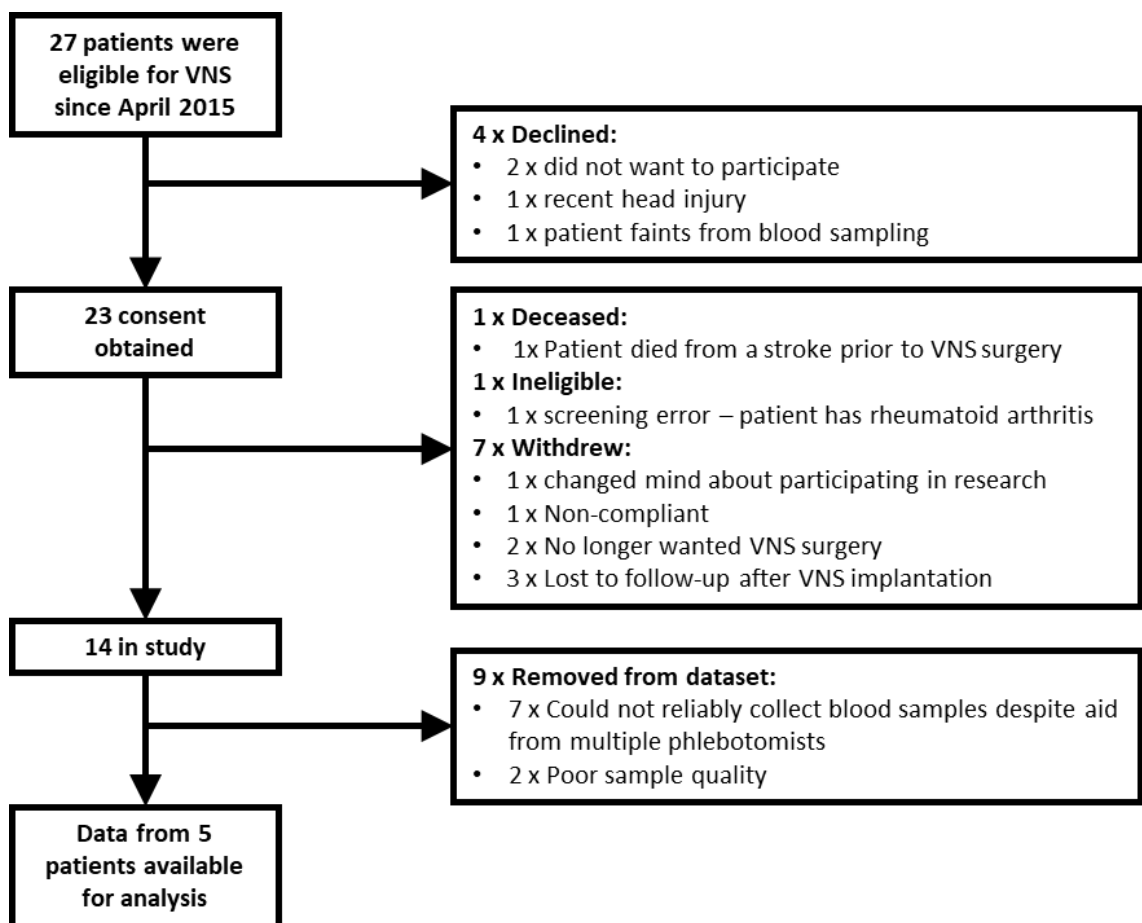 27 patients were
eligible for VNS
since April 2015
4 x Declined:
• 2 x did not want to participate
• 1 x recent head injury
• 1 x patient faints from blood sampling
23 consent
obtained
1 x Deceased:
• 1x Patient died from a stroke prior to VNS surgery
1 x Ineligible:
• 1 x screening error – patient has rheumatoid arthritis
7 x Withdrew:
• 1 x changed mind about participating in research
• 1 x Non-compliant
• 2 x No longer wanted VNS surgery
• 3 x Lost to follow-up after VNS implantation
14 in study
9 x Removed from dataset:
• 7 x Could not reliably collect blood samples despite aid
from multiple phlebotomists
• 2 x Poor sample quality
Data from 5
patients available
for analysis